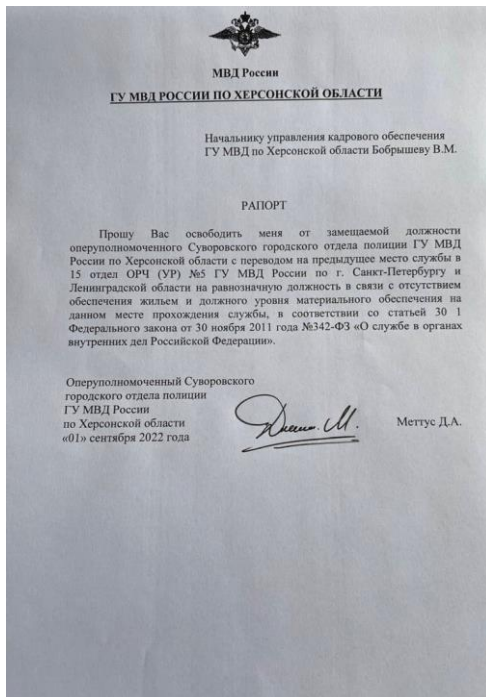 МВД России
ГУ МВД РОССИИ ПО ХЕРСОНСКОЙ ОБЛАСТИ
Начальнику управления кадрового обеспечения
ГУ МВД по Херсонской области Бобрышеву В.М.
РАПОРТ
Прошу Вас освободить меня от замещаемой должности
оперуполномоченного Суворовского городского отдела полиции ГУ МВД
России по Херсонской области с переводом на предыдущее место службы в
15 отдел ОРЧ (УР) №5 ГУ МВД России по г. Санкт-Петербургу и
Ленинградской области на равнозначную должность в связи с отсутствием
обеспечения жильем и должного уровня материального обеспечения на
данном месте прохождения службы, в соответствии со статьей 30 1
Федерального закона от 30 ноября 2011 года №342-ФЗ «О службе в органах
внутренних дел Российской Федерации».
Оперуполномоченный Суворовского
городского отдела полиции
ГУ МВД России
по Херсонской области
«01» сентября 2022 года
Меттус Д.А.